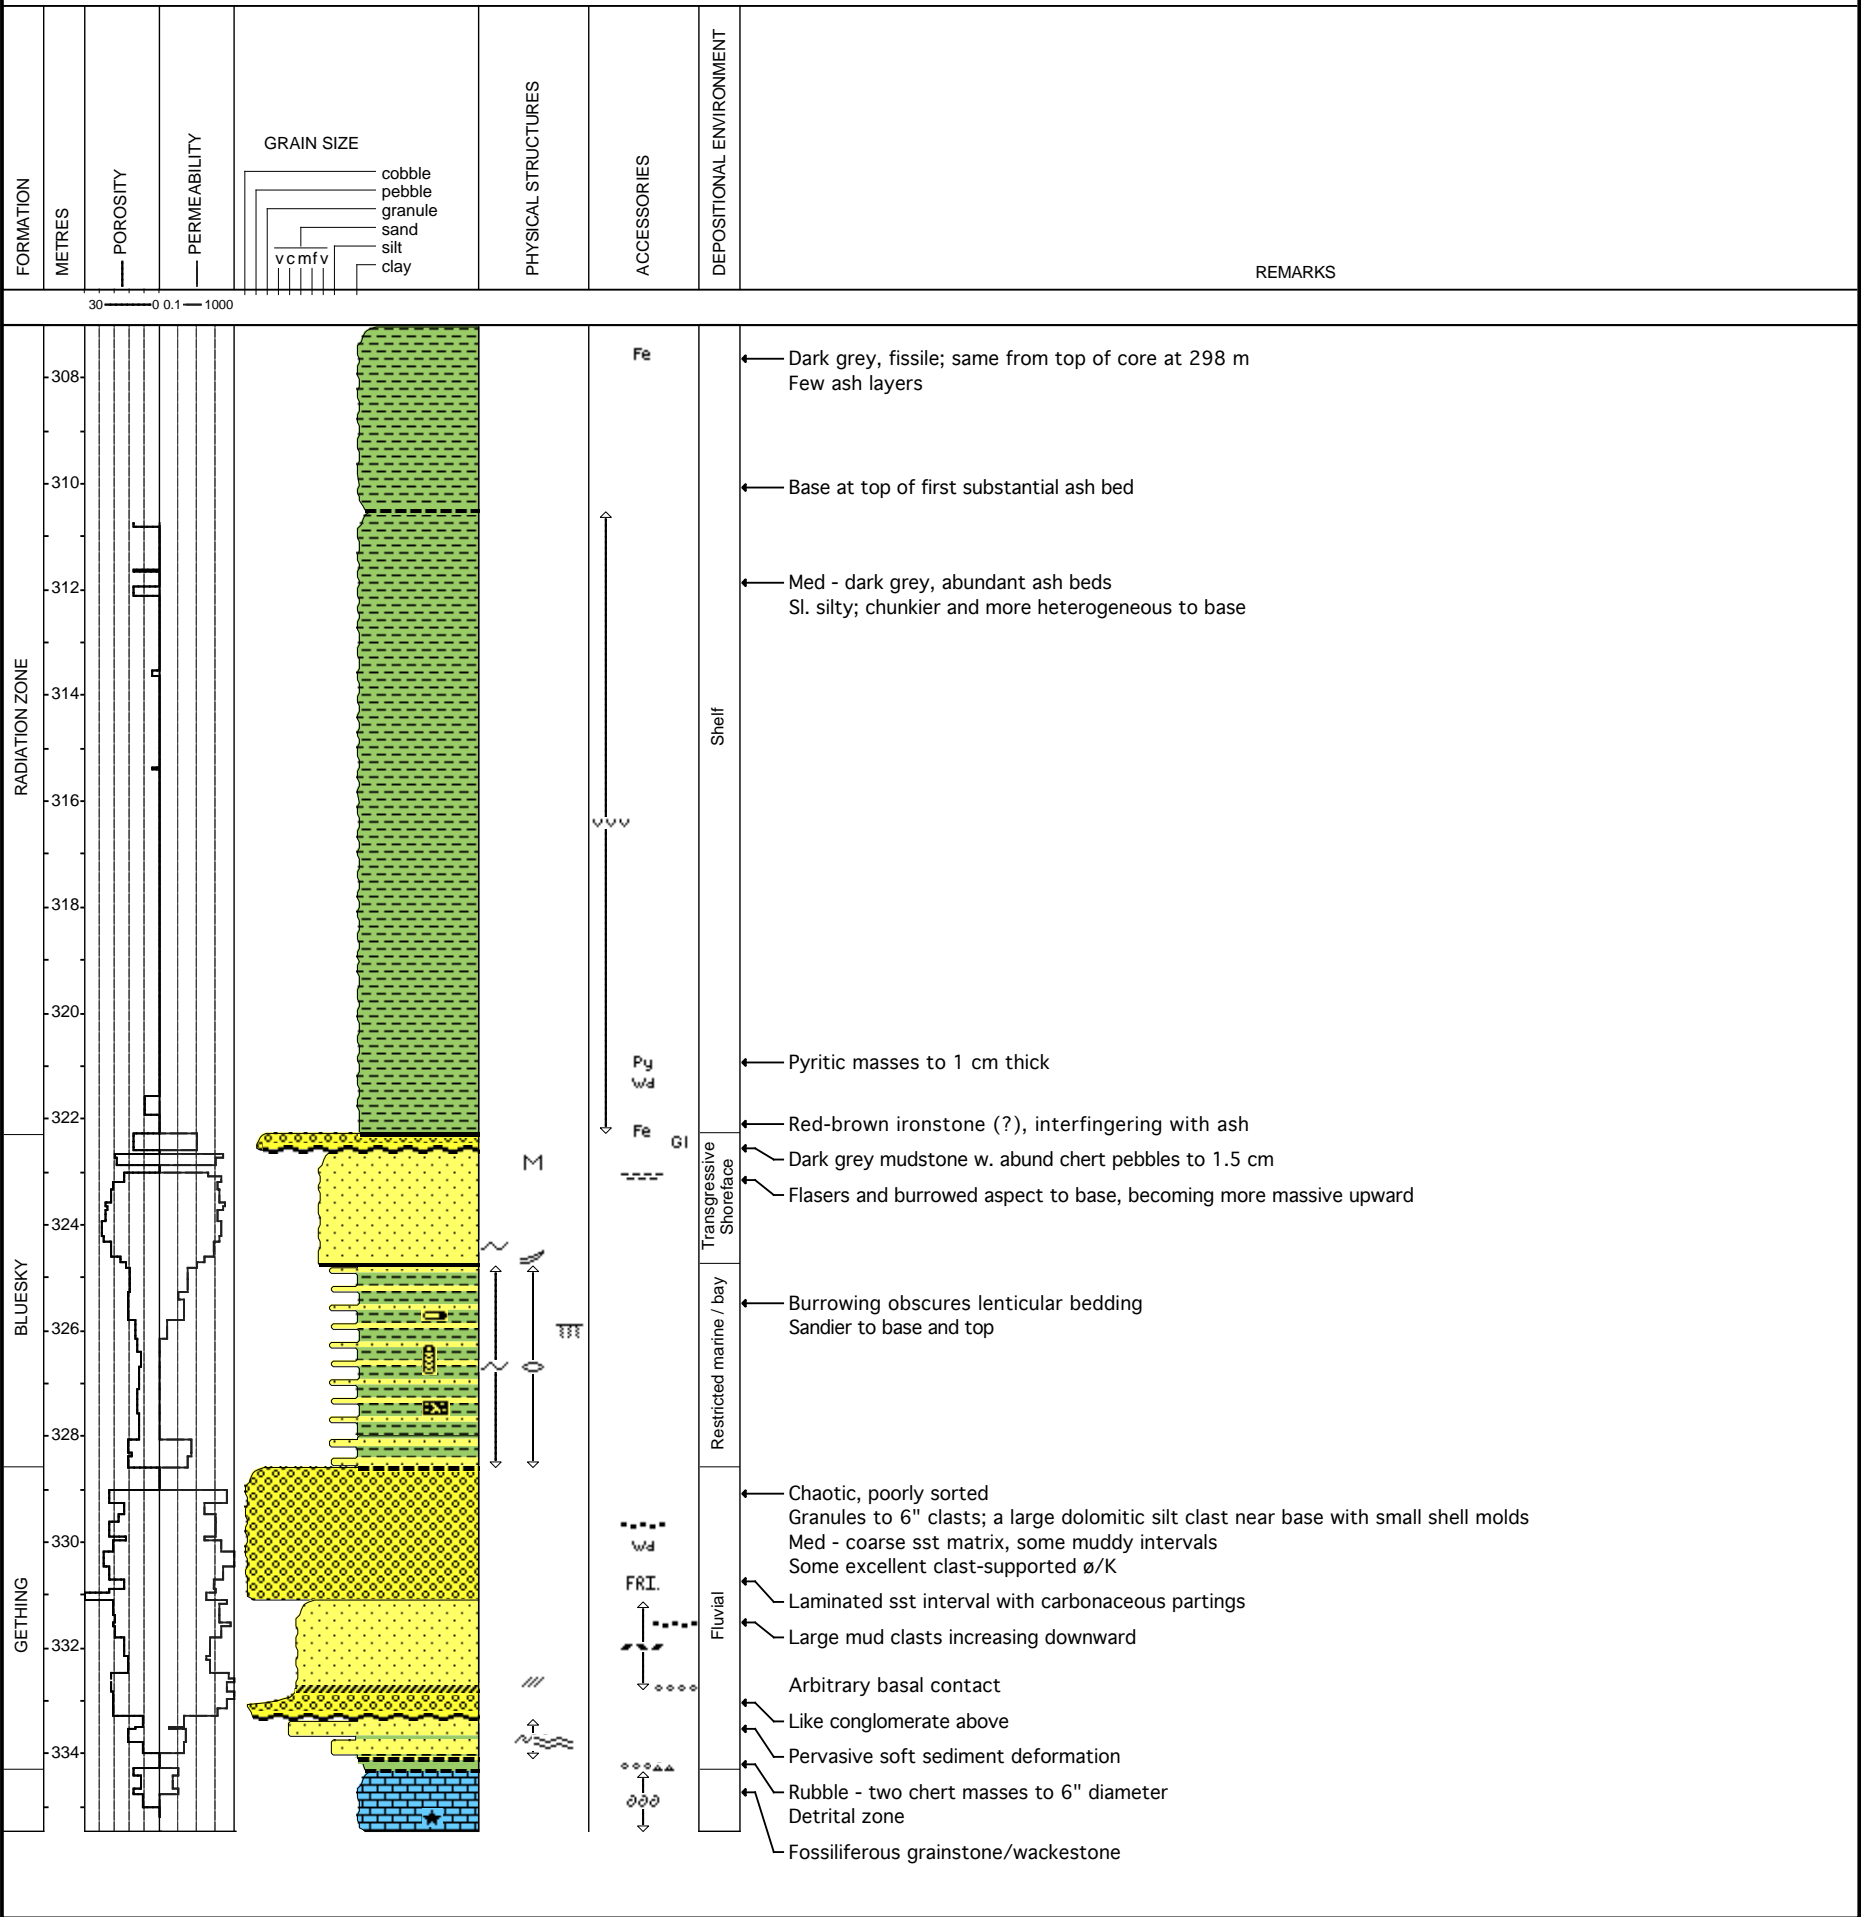 FORMATION
METRES
POROSITY
PERMEABILITY
GRAIN SIZE
cobble
pebble
granule
sand
silt
clay
v c m f v
PHYSICAL STRUCTURES
ACCESSORIES
DEPOSITIONAL ENVIRONMENT
REMARKS
30 0 0.1 1000
RADIATION ZONE
BLUESKY
GETHING
308
310
312
314
316
318
320
322
324
326
328
330
332
334
M
Fe
vvv
Py
Wd
Fe
Gl
Wd
FRI.
Shelf
Transgressive
Shoreface
Restricted marine / bay
Fluvial
Dark grey, fissile; same from top of core at 298 m
Few ash layers
Base at top of first substantial ash bed
Med - dark grey, abundant ash beds
Sl. silty; chunkier and more heterogeneous to base
Pyritic masses to 1 cm thick
Red-brown ironstone (?), interfingering with ash
Dark grey mudstone w. abund chert pebbles to 1.5 cm
Flasers and burrowed aspect to base, becoming more massive upward
Burrowing obscures lenticular bedding
Sandier to base and top
Chaotic, poorly sorted
Granules to 6" clasts; a large dolomitic silt clast near base with small shell molds
Med - coarse sst matrix, some muddy intervals
Some excellent clast-supported ø/K
Laminated sst interval with carbonaceous partings
Large mud clasts increasing downward
Arbitrary basal contact
Like conglomerate above
Pervasive soft sediment deformation
Rubble - two chert masses to 6" diameter
Detrital zone
Fossiliferous grainstone/wackestone